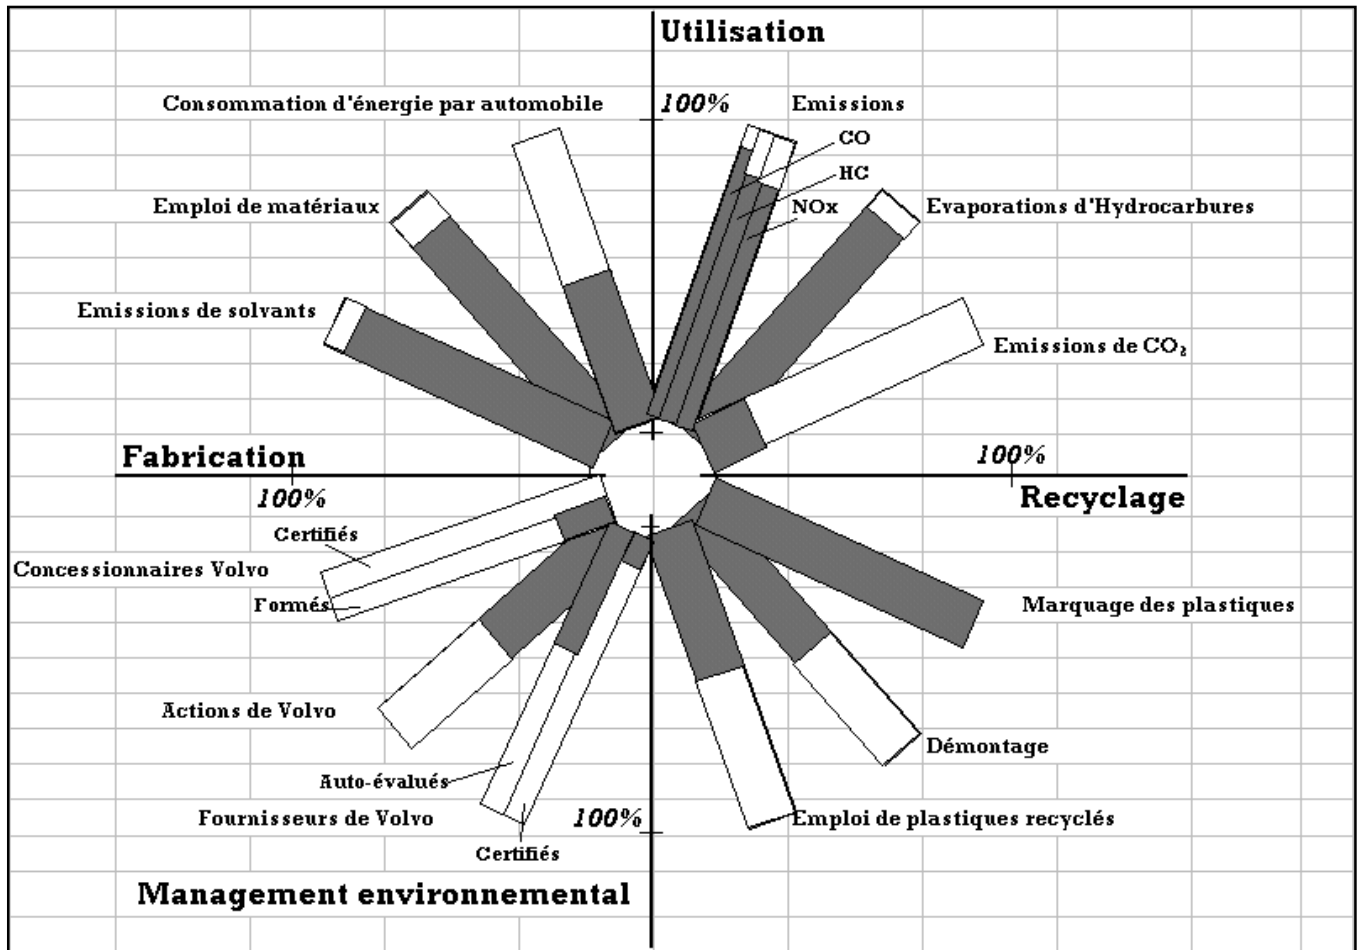 Utilisation
Consommation d'énergie par automobile
100%
Emissions
CO
HC
NOx
Emploi de matériaux
Evaporations d'Hydrocarbures
Emissions de solvants
Emissions de CO₂
Fabrication
100%
100%
Recyclage
Certifiés
Concessionnaires Volvo
Formés
Marquage des plastiques
Actions de Volvo
Démontage
Auto-évalués
Fournisseurs de Volvo
100%
Emploi de plastiques recyclés
Certifiés
Management environnemental